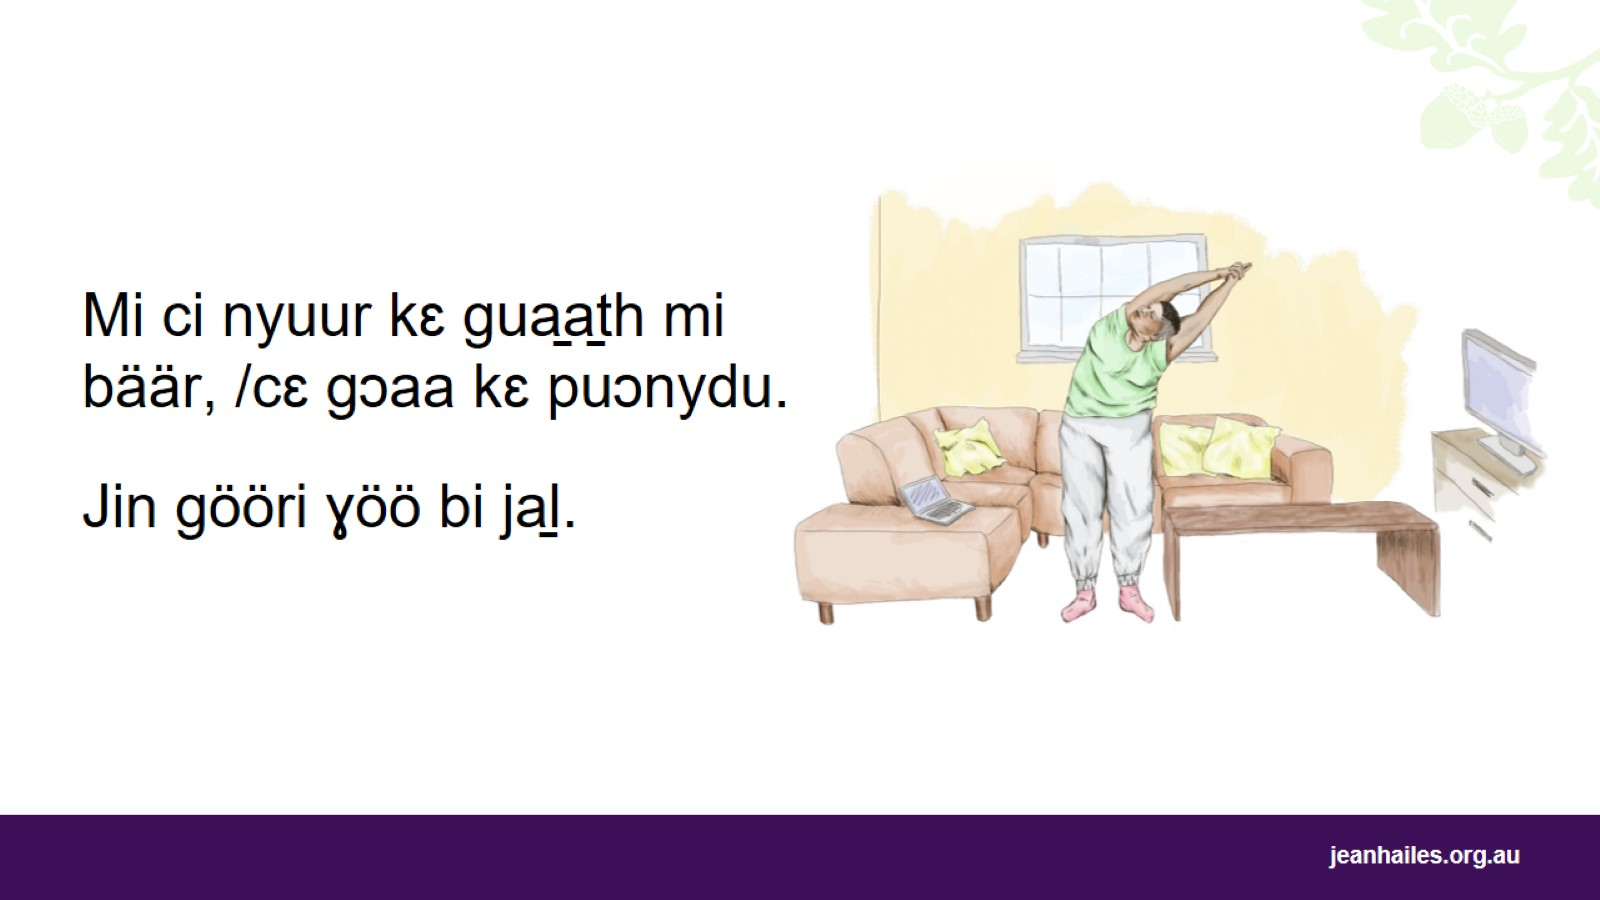 Mi ci nyuur kɛ guaa̱a̱th mi
bäär, /cɛ gɔaa kɛ puɔnydu.
Jin gööri ɣöö bi ja̱l.
jeanhailes.org.au